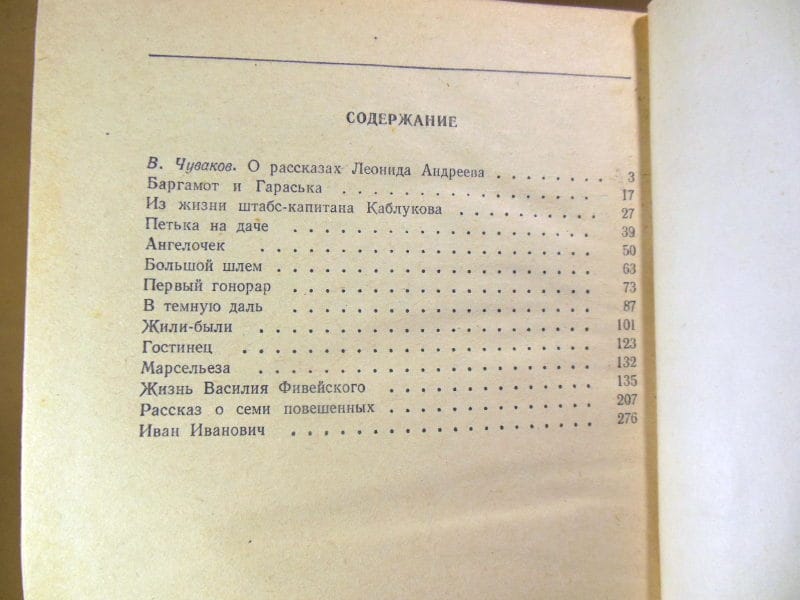 СОДЕРЖАНИЕ
В. Чуваков. О рассказах Леонида Андреева . . . . . . . . 3
Баргамот и Гараська . . . . . . . . . . . . . . . . 17
Из жизни штабс-капитана Каблукова . . . . . . . . . . 27
Петька на даче . . . . . . . . . . . . . . . . . . . 39
Ангелочек . . . . . . . . . . . . . . . . . . . . . 50
Большой шлем . . . . . . . . . . . . . . . . . . . . 63
Первый гонорар . . . . . . . . . . . . . . . . . . . 73
В темную даль . . . . . . . . . . . . . . . . . . . 87
Жили-были . . . . . . . . . . . . . . . . . . . . . 101
Гостинец . . . . . . . . . . . . . . . . . . . . . . 123
Марсельеза . . . . . . . . . . . . . . . . . . . . . 132
Жизнь Василия Фивейского . . . . . . . . . . . . . 135
Рассказ о семи повешенных . . . . . . . . . . . . . 207
Иван Иванович . . . . . . . . . . . . . . . . . . . 276